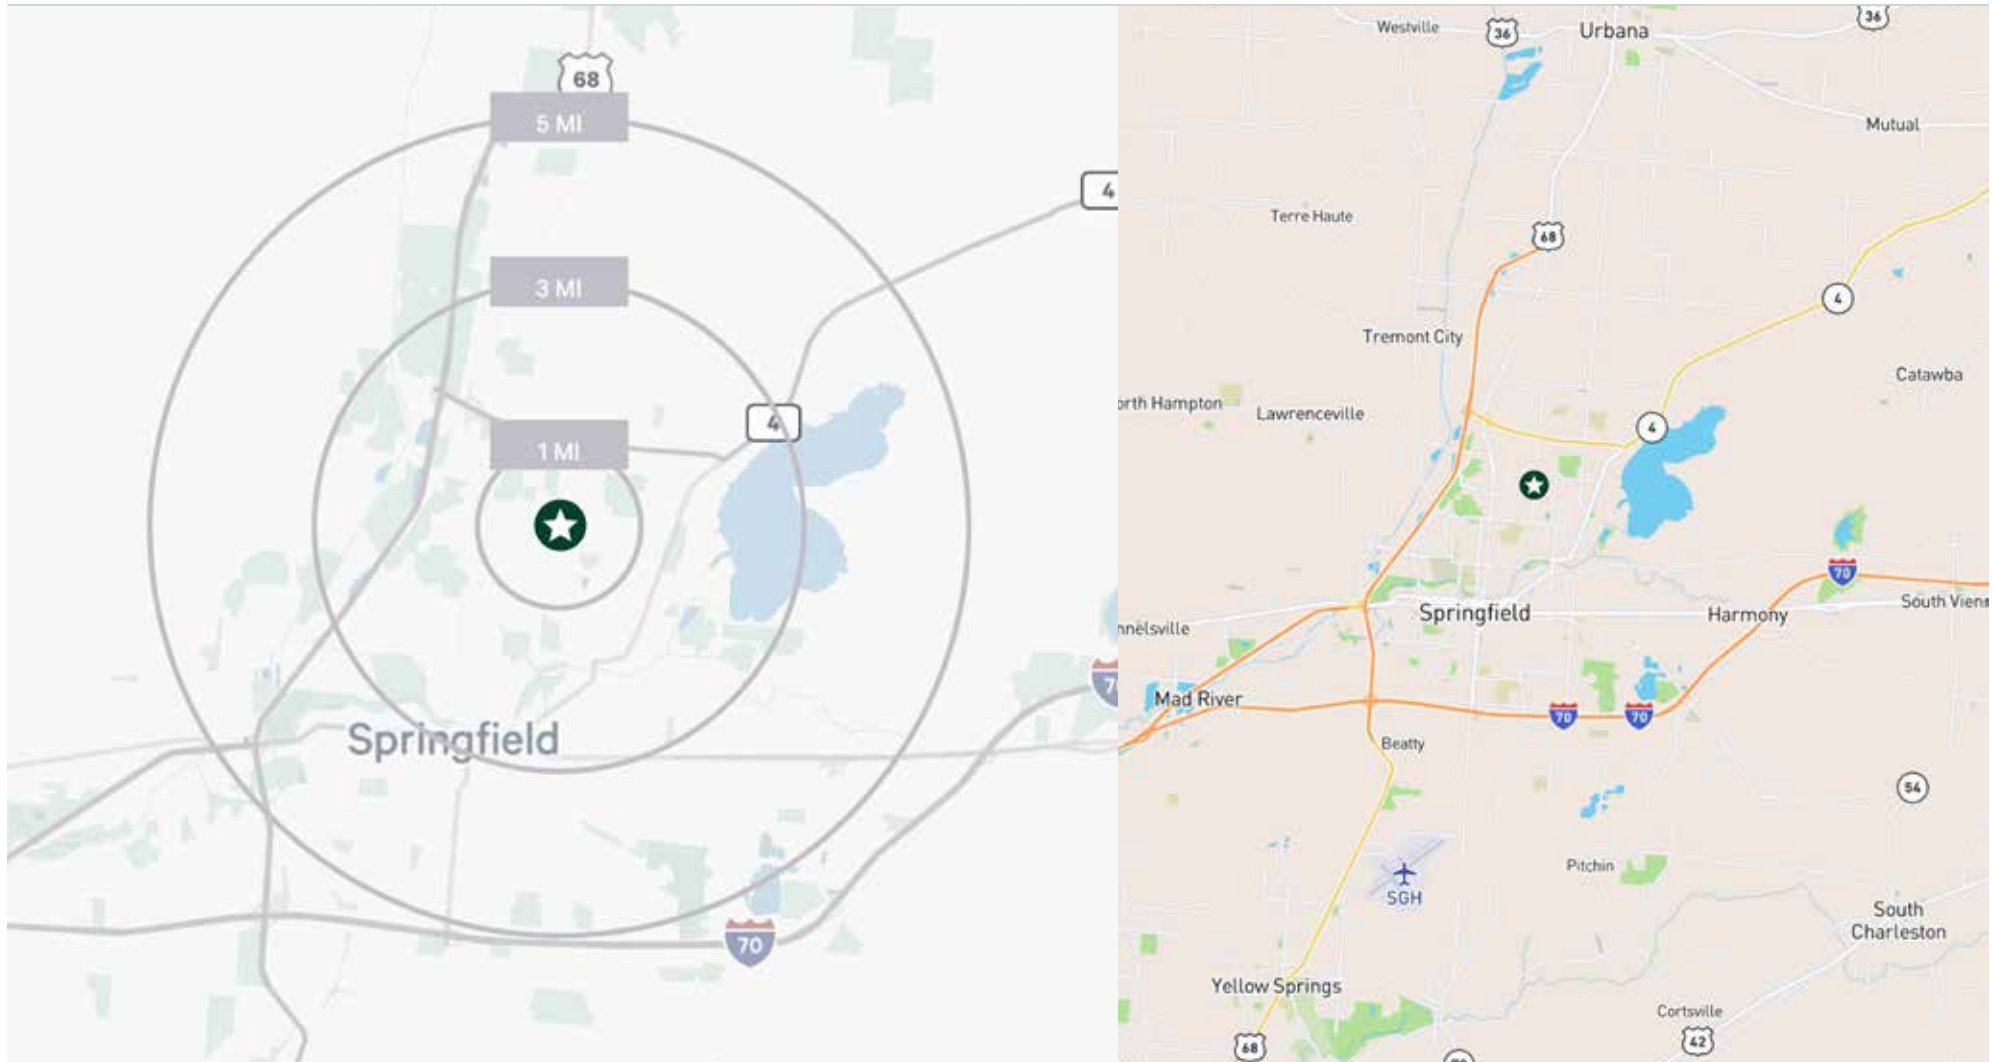 68
5 MI
4
3 MI
4
1 MI
Springfield
70
7
36
Westville
36
Urbana
Mutual
Terre Haute
68
4
Tremont City
Catawba
orth Hampton
Lawrenceville
4
70
South Vien
Springfield
Harmony
nnelsville
Mad River
70
70
Beatty
54
Pitchin
SGH
South
Charleston
Yellow Springs
Cortsville
42
68